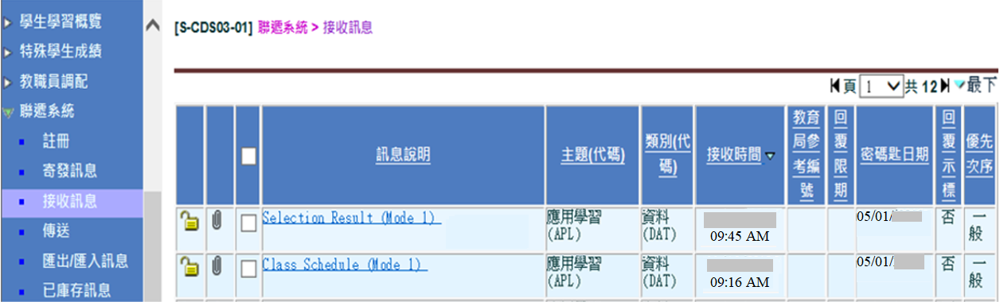 學生學習概覽
特殊學生成績
教職員調配
聯遞系統
註冊
寄發訊息
接收訊息
傳送
匯出/匯入訊息
已庫存訊息
[S-CDS03-01] 聯遞系統 > 接收訊息
頁 1 共 12 最下
訊息說明
主題(代碼)
類別(代
碼)
接收時間
教育
局參
考編
號
回
覆
限
期
密碼匙日期
回
覆
示
標
優先
次序
Selection Result (Mode 1)
應用學習
(APL)
資料
(DAT)
09:45 AM
05/01/
否
一
般
Class Schedule (Mode 1)
應用學習
(APL)
資料
(DAT)
09:16 AM
05/01/
否
一
般